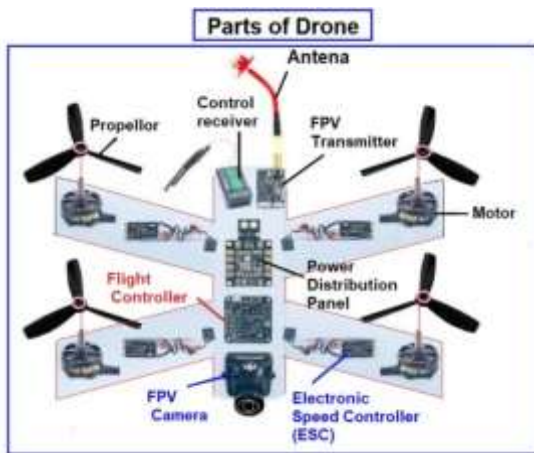 Parts of Drone
Antena
Control
receiver
Propellor
FPV
Transmitter
Motor
Flight
Controller
Power
Distribution
Panel
FPV
Camera
Electronic
Speed Controller
(ESC)